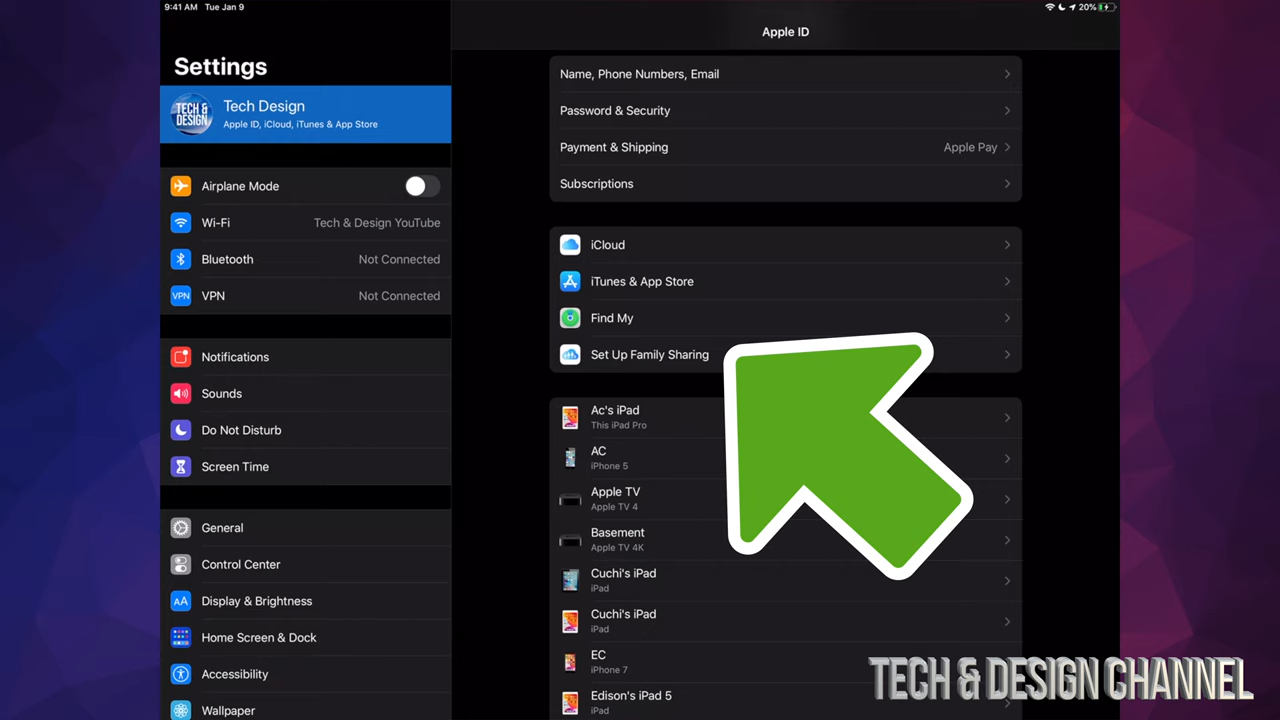 9:41 AM Tue Jan 9
20%
Settings
Apple ID
TECH &
DESIGN
Tech Design
Apple ID, iCloud, iTunes & App Store
Airplane Mode
Wi-Fi Tech & Design YouTube
Bluetooth Not Connected
VPN VPN Not Connected
Notifications
Sounds
Do Not Disturb
Screen Time
General
Control Center
AA Display & Brightness
Home Screen & Dock
Accessibility
Wallpaper
Name, Phone Numbers, Email
Password & Security
Payment & Shipping Apple Pay
Subscriptions
iCloud
iTunes & App Store
Find My
Set Up Family Sharing
Ac's iPad
This iPad Pro
AC
iPhone 5
Apple TV
Apple TV 4
Basement
Apple TV 4K
Cuchi's iPad
iPad
Cuchi's iPad
iPad
EC
iPhone 7
Edison's iPad 5
iPad
TECH & DESIGN CHANNEL